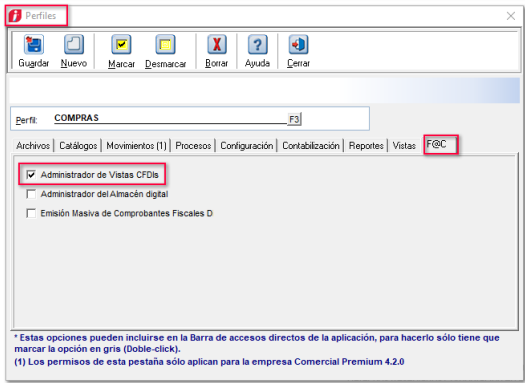 Perfiles
Guardar Nuevo Marcar Desmarcar Borrar Ayuda Cerrar
Perfil: COMPRAS F3
Archivos Catálogos Movimientos (1) Procesos Configuración Contabilización Reportes Vistas F@C
Administrador de Vistas CFDIs
Administrador del Almacén digital
Emisión Masiva de Comprobantes Fiscales D
* Estas opciones pueden incluirse en la Barra de accesos directos de la aplicación, para hacerlo sólo tiene que
marcar la opción en gris (Doble-click).
(1) Los permisos de esta pestaña sólo aplican para la empresa Comercial Premium 4.2.0